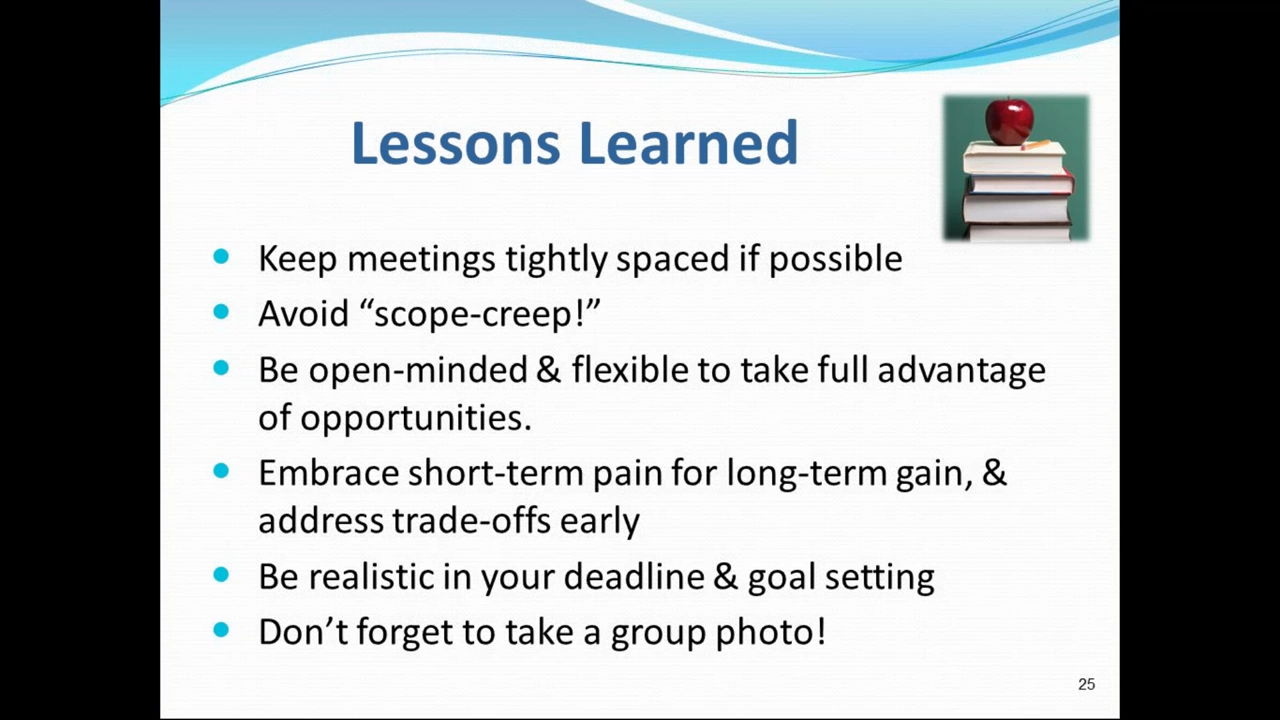 Lessons Learned
Keep meetings tightly spaced if possible
Avoid “scope-creep!”
Be open-minded & flexible to take full advantage
of opportunities.
Embrace short-term pain for long-term gain, &
address trade-offs early
Be realistic in your deadline & goal setting
Don’t forget to take a group photo!
25